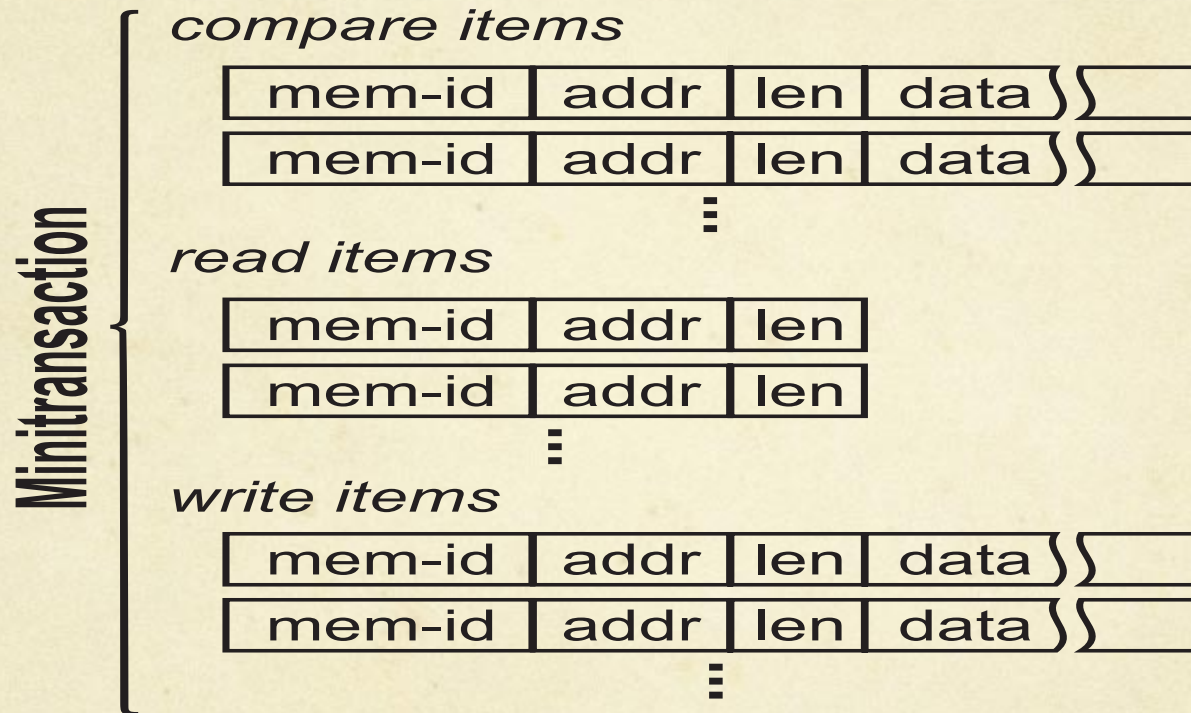 Minitransaction
compare items
mem-id addr len data
mem-id addr len data
read items
mem-id addr len
mem-id addr len
write items
mem-id addr len data
mem-id addr len data